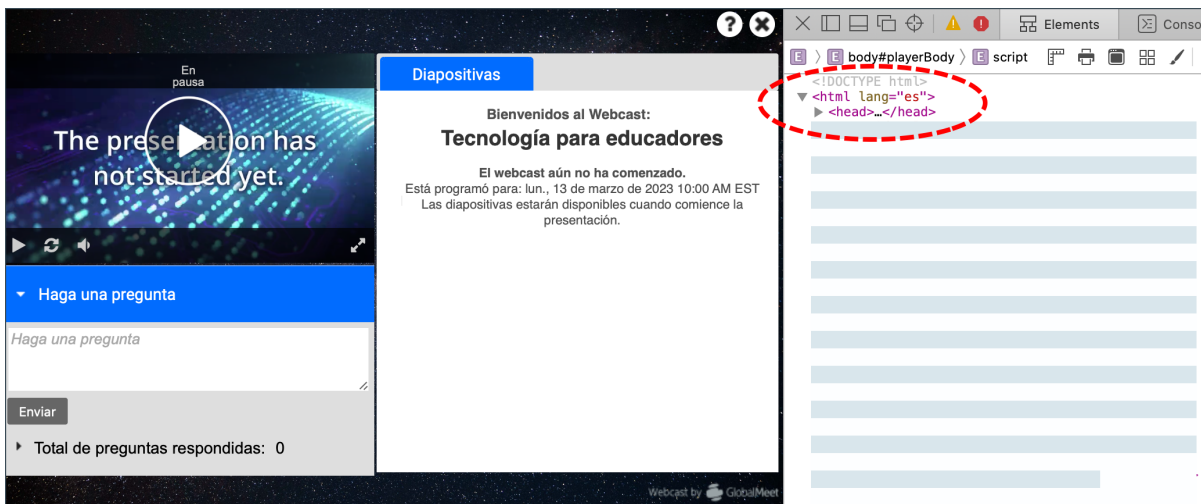 ? ✖
En
pausa
The presentation has
not started yet.
Haga una pregunta
Haga una pregunta
Enviar
Total de preguntas respondidas: 0
Diapositivas
Bienvenidos al Webcast:
Tecnología para educadores
El webcast aún no ha comenzado.
Está programó para: lun., 13 de marzo de 2023 10:00 AM EST
Las diapositivas estarán disponibles cuando comience la
presentación.
Webcast by GlobalMeet
Elements Conso
E › E body#playerBody › E script
<!DOCTYPE html>
<html lang="es">
<head>…</head>